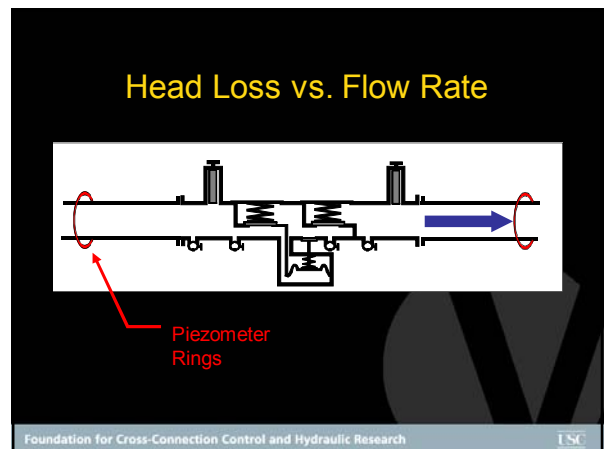 Head Loss vs. Flow Rate
Piezometer
Rings
Foundation for Cross-Connection Control and Hydraulic Research
USC